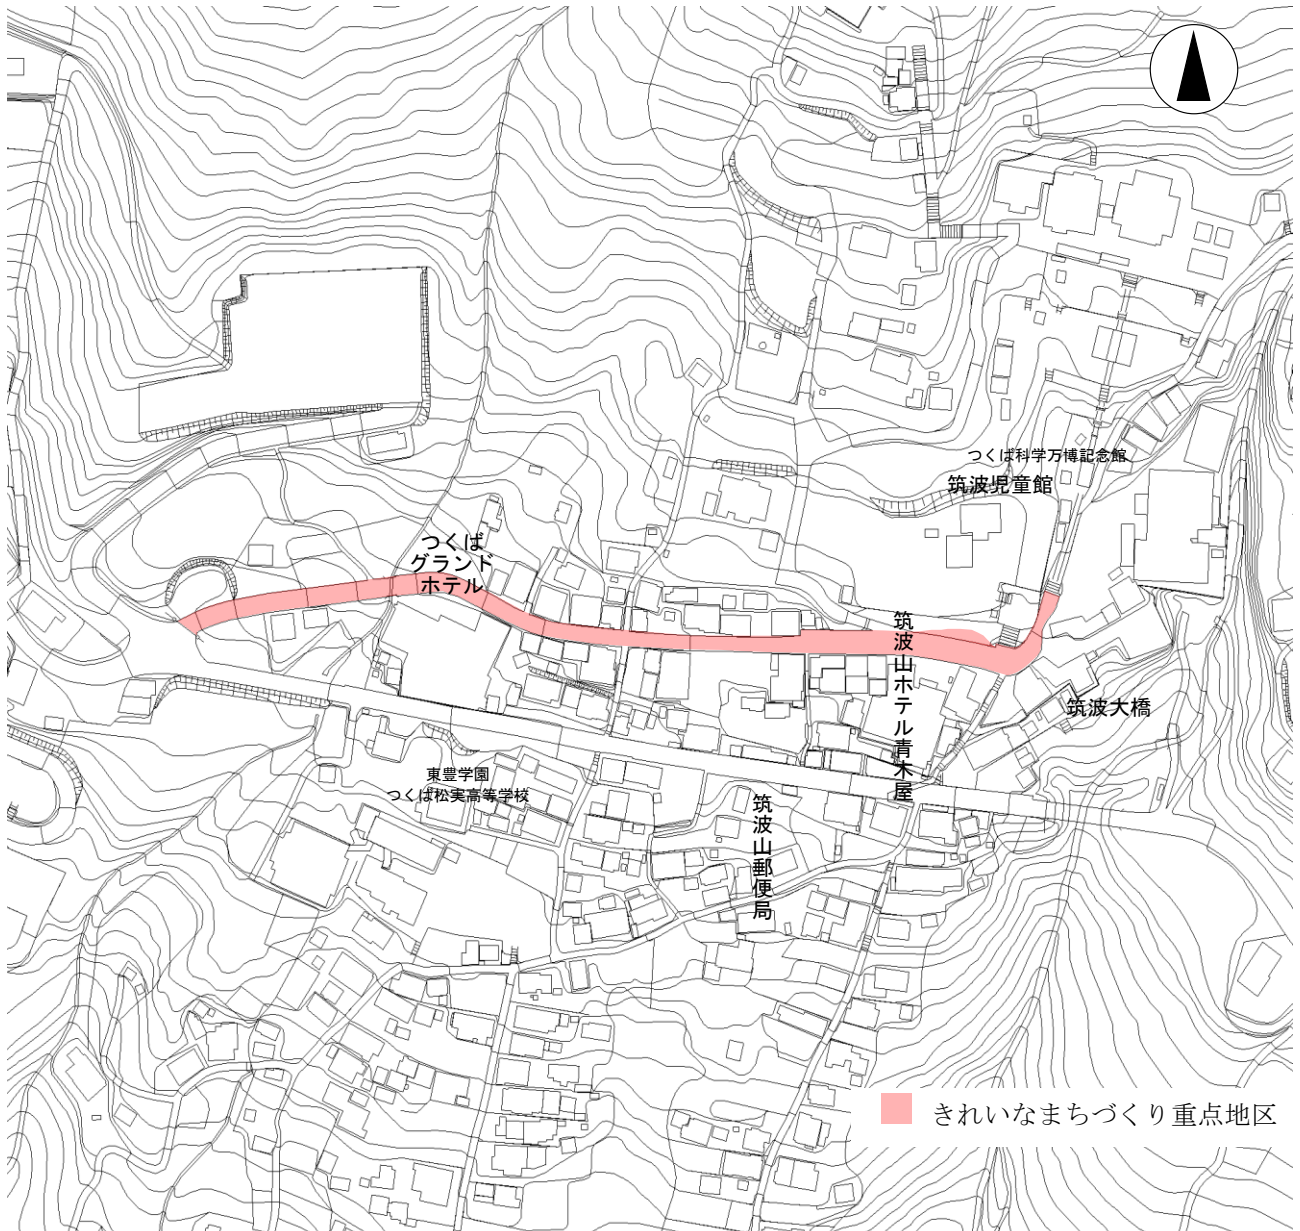 つくば科学万博記念館
筑波児童館
つくば
グランド
ホテル
筑波山ホテル青木屋
筑波大橋
東豊学園
つくば松実高等学校
筑波山郵便局
きれいなまちづくり重点地区